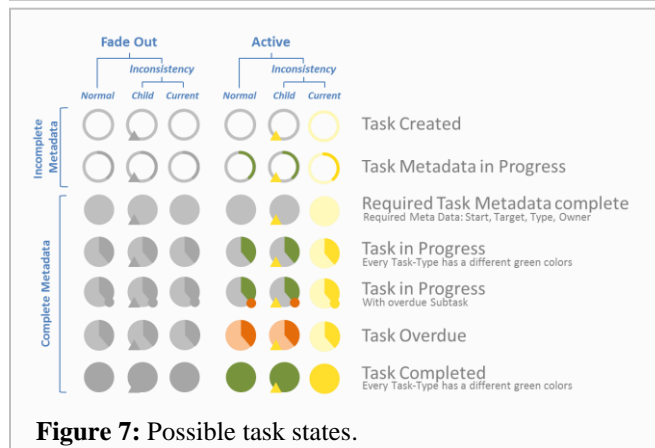 Fade Out Active
Inconsistency Inconsistency
Normal Child Current Normal Child Current
Incomplete
Metadata
Task Created
Task Metadata in Progress
Complete Metadata
Required Task Metadata complete
Required Meta Data: Start, Target, Type, Owner
Task in Progress
Every Task-Type has a different green colors
Task in Progress
With overdue Subtask
Task Overdue
Task Completed
Every Task-Type has a different green colors
Figure 7: Possible task states.